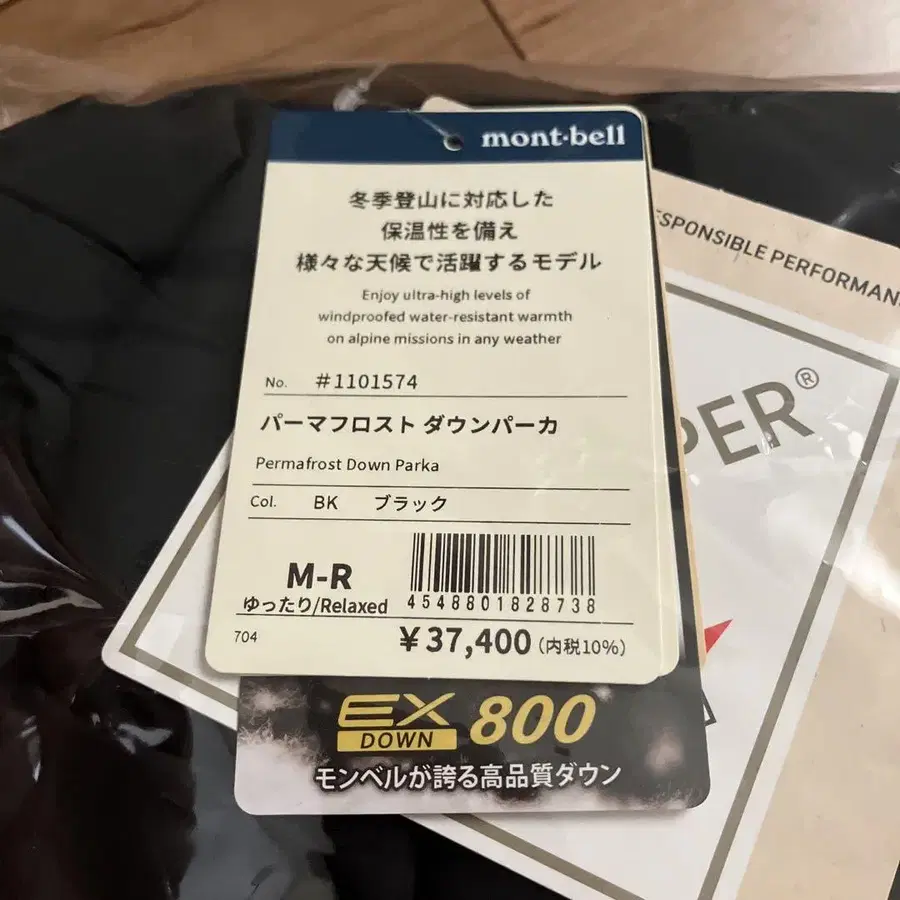 mont·bell
冬季登山に対応した
保温性を備え
様々な天候で活躍するモデル
Enjoy ultra-high levels of
windproofed water-resistant warmth
on alpine missions in any weather
No. #1101574
パーマフロスト ダウンパーカ
Permafrost Down Parka
Col. BK ブラック
M-R
ゆったり/Relaxed
4548801828738
704
¥37,400(内税10%)
EX
DOWN
800
モンベルが誇る高品質ダウン
ESPONSIBLE PERFORMAN
PER®